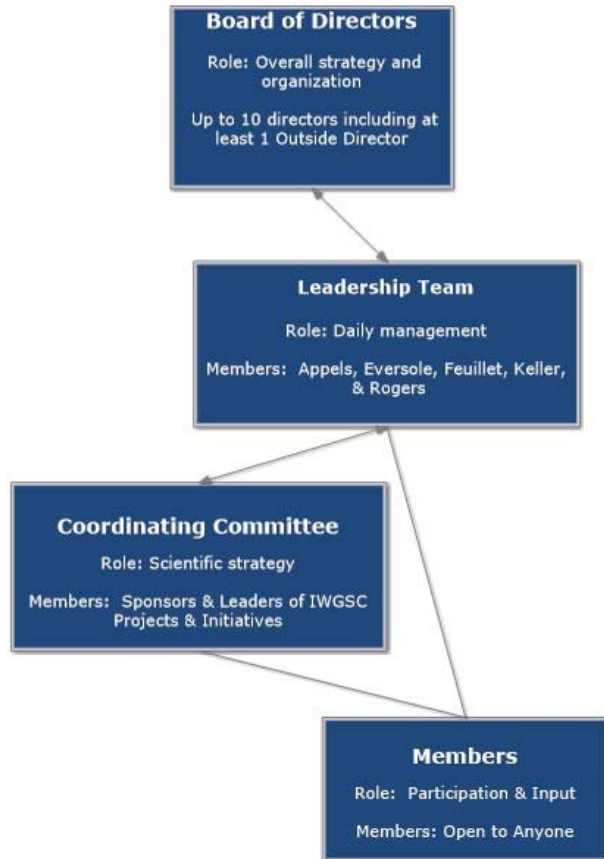 Board of Directors
Role: Overall strategy and
organization
Up to 10 directors including at
least 1 Outside Director
Leadership Team
Role: Daily management
Members: Appels, Eversole, Feuillet, Keller,
& Rogers
Coordinating Committee
Role: Scientific strategy
Members: Sponsors & Leaders of IWGSC
Projects & Initiatives
Members
Role: Participation & Input
Members: Open to Anyone